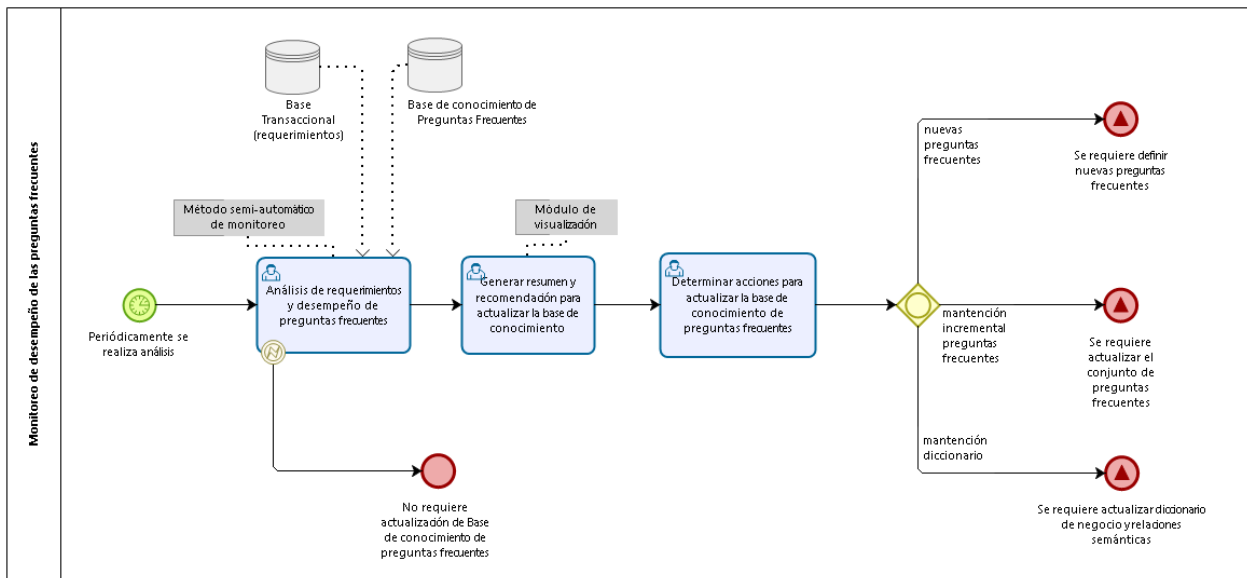 Monitoreo de desempeño de las preguntas frecuentes
Base
Transaccional
(requerimientos)
Base de conocimiento de
Preguntas Frecuentes
Método semi-automático
de monitoreo
Módulo de
visualización
Periódicamente se
realiza análisis
Análisis de requerimientos
y desempeño de
preguntas frecuentes
Generar resumen y
recomendación para
actualizar la base de
conocimiento
Determinar acciones para
actualizar la base de
conocimiento de
preguntas frecuentes
nuevas
preguntas
frecuentes
Se requiere definir
nuevas preguntas
frecuentes
mantención
incremental
preguntas
frecuentes
Se requiere
actualizar el
conjunto de
preguntas
frecuentes
mantención
diccionario
Se requiere actualizar diccionario
de negocio y relaciones
semánticas
No requiere
actualización de Base
de conocimiento de
preguntas frecuentes